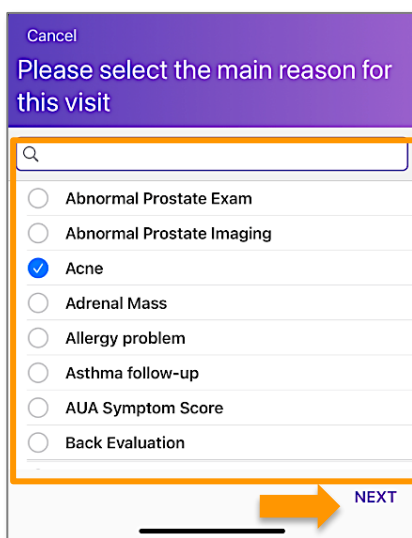 Cancel
Please select the main reason for
this visit
Abnormal Prostate Exam
Abnormal Prostate Imaging
Acne
Adrenal Mass
Allergy problem
Asthma follow-up
AUA Symptom Score
Back Evaluation
NEXT